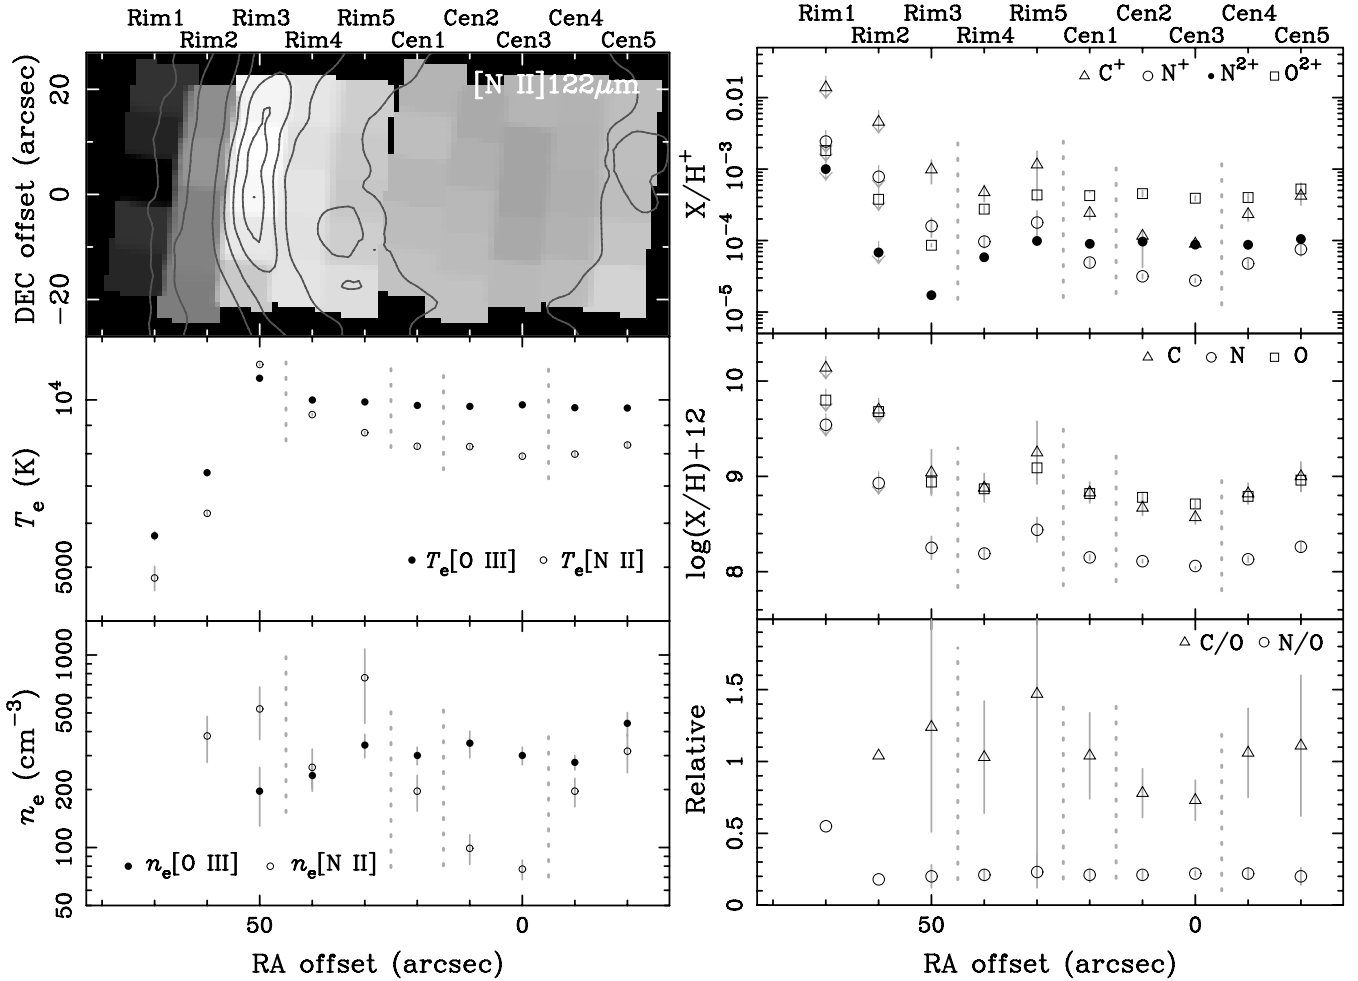 Rim1 Rim3 Rim5 Cen2 Cen4
Rim2 Rim4 Cen1 Cen3 Cen5
[N II]122μm
DEC offset (arcsec)
20
0
−20
Te (K)
10^4
5000
Te[O III] Te[N II]
ne (cm^−3)
1000
500
200
100
50
ne[O III] ne[N II]
50 0
RA offset (arcsec)
Rim1 Rim3 Rim5 Cen2 Cen4
Rim2 Rim4 Cen1 Cen3 Cen5
C^+ N^+ N^2+ O^2+
X/H^+
0.01
10^−3
10^−4
10^−5
C N O
log(X/H)+12
10
9
8
C/O N/O
Relative
1.5
1
0.5
0
50 0
RA offset (arcsec)